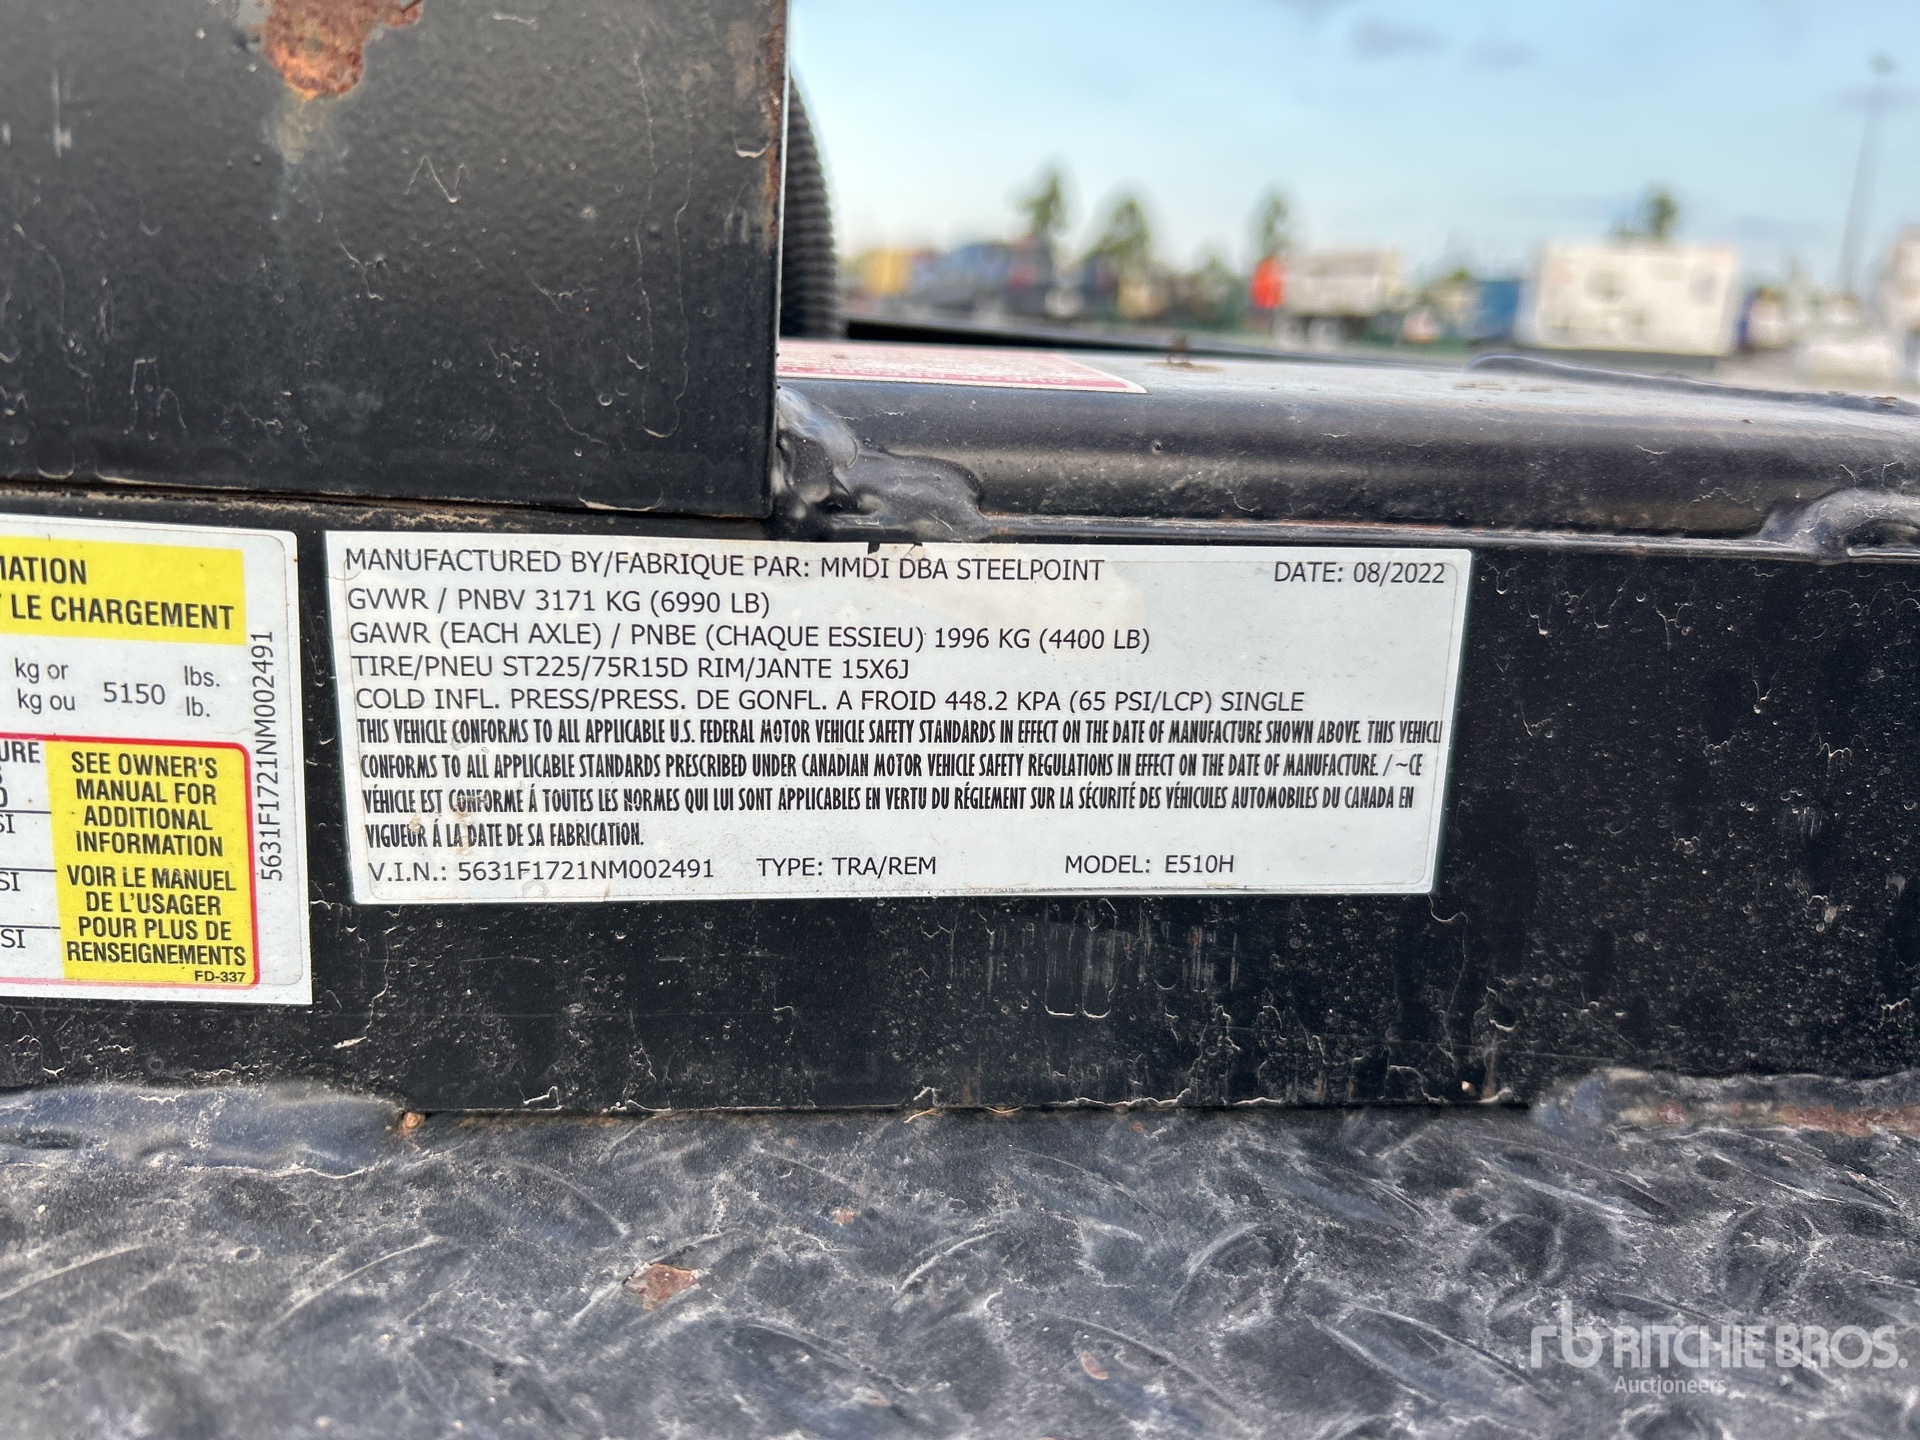 MANUFACTURED BY/FABRIQUE PAR: MMDI DBA STEELPOINT DATE: 08/2022
GVWR / PNBV 3171 KG (6990 LB)
GAWR (EACH AXLE) / PNBE (CHAQUE ESSIEU) 1996 KG (4400 LB)
TIRE/PNEU ST225/75R15D RIM/JANTE 15X6J
COLD INFL. PRESS/PRESS. DE GONFL. A FROID 448.2 KPA (65 PSI/LCP) SINGLE
THIS VEHICLE CONFORMS TO ALL APPLICABLE U.S. FEDERAL MOTOR VEHICLE SAFETY STANDARDS IN EFFECT ON THE DATE OF MANUFACTURE SHOWN ABOVE. THIS VEHICL
CONFORMS TO ALL APPLICABLE STANDARDS PRESCRIBED UNDER CANADIAN MOTOR VEHICLE SAFETY REGULATIONS IN EFFECT ON THE DATE OF MANUFACTURE. / ~CE
VÉHICLE EST CONFORME Á TOUTES LES NORMES QUI LUI SONT APPLICABLES EN VERTU DU RÉGLEMENT SUR LA SÉCURITÉ DES VÉHICULES AUTOMOBILES DU CANADA EN
VIGUEUR Á LA DATE DE SA FABRICATION.
V.I.N.: 5631F1721NM002491 TYPE: TRA/REM MODEL: E510H
MATION
LE CHARGEMENT
kg or 5150 lbs.
kg ou lb.
5631F1721NM002491
URE
SI
SI
SI
SEE OWNER'S
MANUAL FOR
ADDITIONAL
INFORMATION
VOIR LE MANUEL
DE L'USAGER
POUR PLUS DE
RENSEIGNEMENTS
FD-337
rb RITCHIE BROS.
Auctioneers